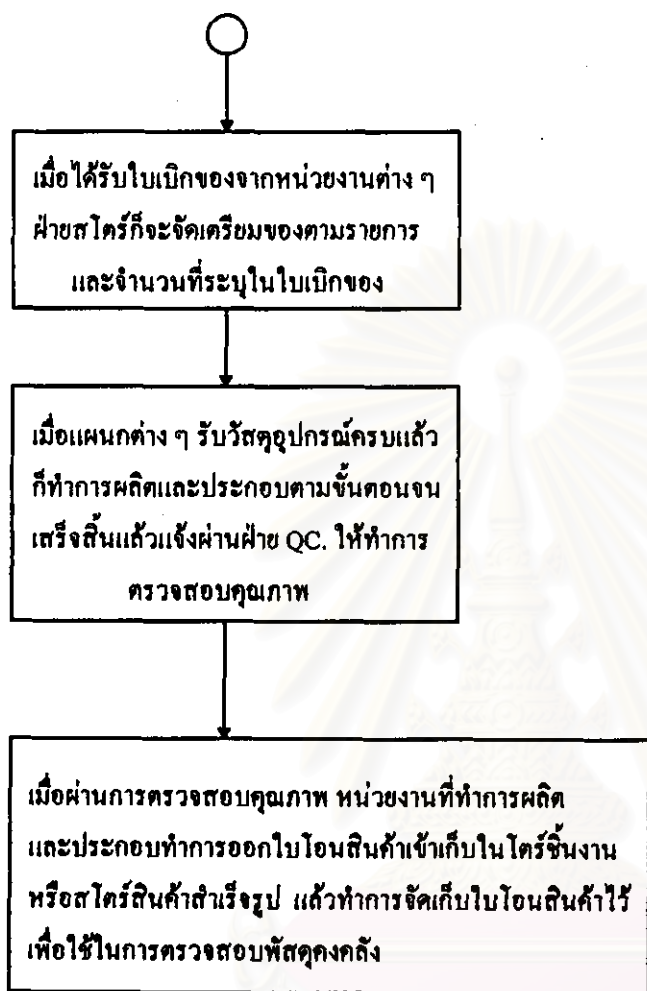 เมื่อได้รับใบเบิกของจากหน่วยงานต่าง ๆ
ฝ่ายสโตร์ก็จะจัดเตรียมของตามรายการ
และจำนวนที่ระบุในใบเบิกของ
เมื่อแผนกต่าง ๆ รับวัสดุอุปกรณ์ครบแล้ว
ก็ทำการผลิตและประกอบตามขั้นตอนจน
เสร็จสิ้นแล้วแจ้งผ่านฝ่าย QC. ให้ทำการ
ตรวจสอบคุณภาพ
เมื่อผ่านการตรวจสอบคุณภาพ หน่วยงานที่ทำการผลิต
และประกอบทำการออกใบโอนสินค้าเข้าเก็บในโตร์ชิ้นงาน
หรือสโตร์สินค้าสำเร็จรูป แล้วทำการจัดเก็บใบโอนสินค้าไว้
เพื่อใช้ในการตรวจสอบพัสดุคงคลัง